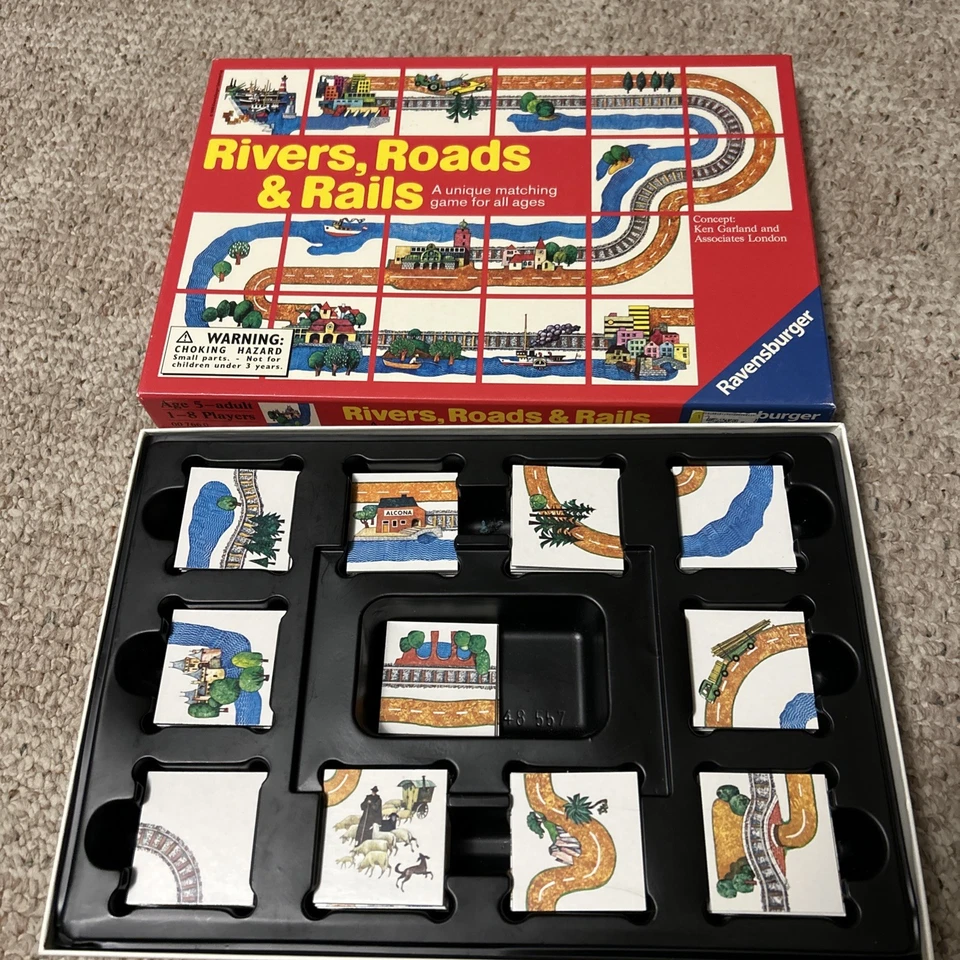 Rivers, Roads
& Rails
A unique matching
game for all ages
Concept:
Ken Garland and
Associates London
WARNING:
CHOKING HAZARD
Small parts. - Not for
children under 3 years.
Ravensburger
Age 5–adult
1–8 Players
Rivers, Roads & Rails
burger
ALCONA
48 557